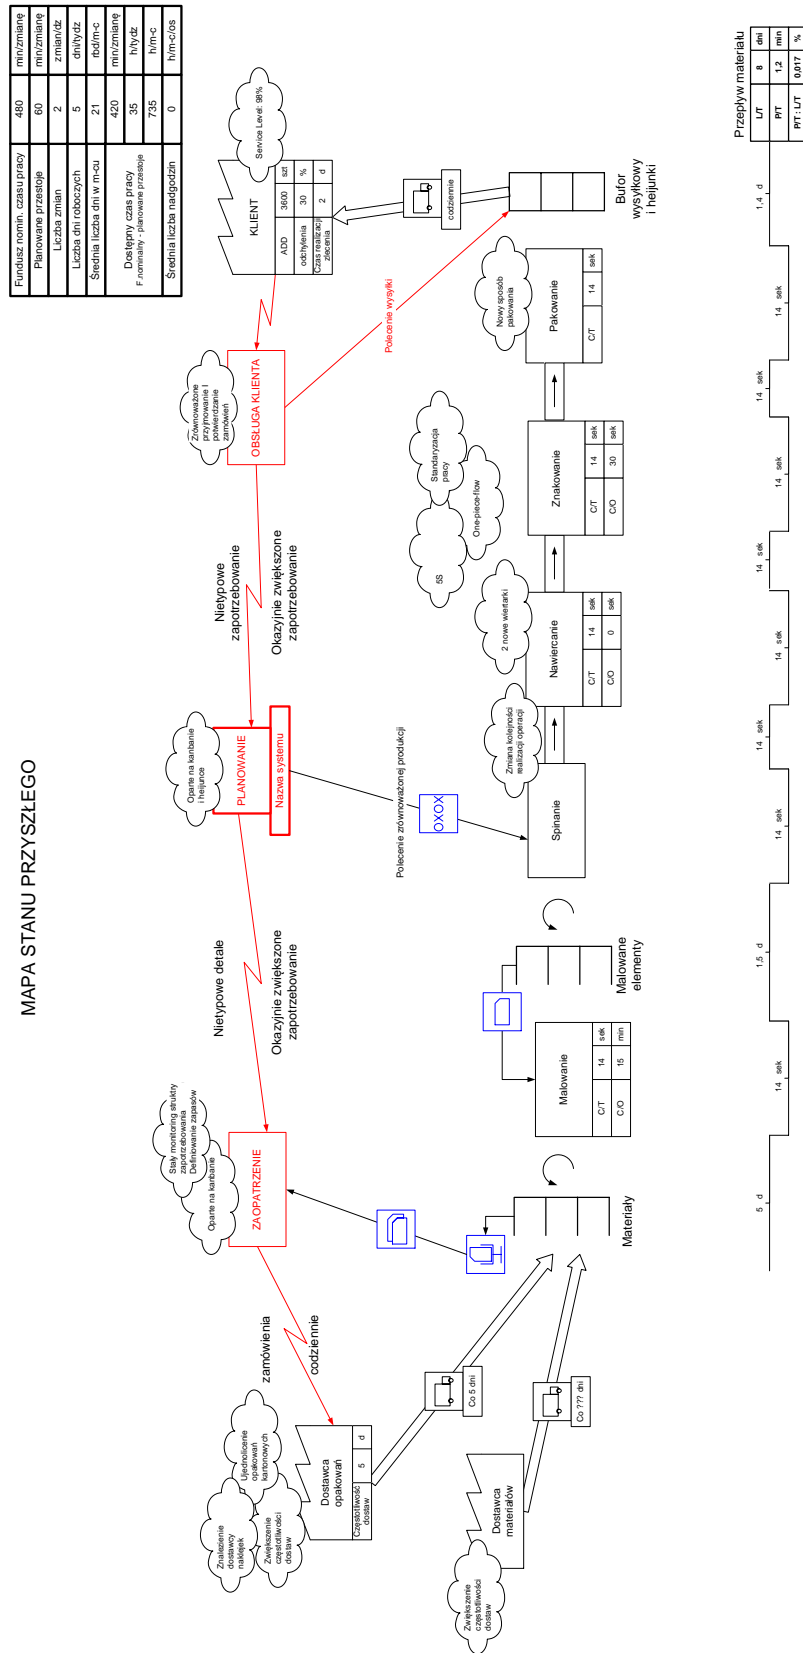 MAPA STANU PRZYSZŁEGO
Fundusz nomin. czasu pracy 480 min/zmianę
Planowane przestoje 60 min/zmianę
Liczba zmian 2 zmian/dz
Liczba dni roboczych 5 dni/tydz
Średnia liczba dni w m-cu 21 rbd/m-c
Dostępny czas pracy
F.nominalny - planowane przestoje
420 min/zmianę
35 h/tydz
735 h/m-c
Średnia liczba nadgodzin 0 h/m-c/os
Znalezienie
dostawcy
naklejek
Ujednolicenie
opakowań
kartonowych
Zwiększenie
częstotliwości
dostaw
Dostawca
opakowań
Częstotliwość
dostaw
5 d
zamówienia
codziennie
Stały monitoring struktry
zapotrzebowania
Definiowanie zapasów
Oparte na kanbanie
ZAOPATRZENIE
Nietypowe detale
Okazyjnie zwiększone
zapotrzebowanie
Oparte na kanbanie
i heijunce
PLANOWANIE
Nazwa systemu
Nietypowe
zapotrzebowanie
Okazyjnie zwiększone
zapotrzebowanie
Zrównoważone
przyjmowanie I
potwierdzanie
zamówień
OBSŁUGA KLIENTA
Service Level: 98%
KLIENT
ADD 3600 szt
odchylenia 30 %
Czas realizacji
zlecenia
2 d
Polecenie wysyłki
codziennie
Bufor
wysyłkowy
i heijunki
Polecenie zrównoważonej produkcji
OXOX
Co 5 dni
Co ??? dni
Zwiększenie
częstotliwości
dostaw
Dostawca
materiałów
Materiały
Malowanie
C/T 14 sek
C/O 15 min
Malowane
elementy
Zmiana kolejności
realizacji operacji
Spinanie
2 nowe wiertarki
Nawiercanie
C/T 14 sek
C/O 0 sek
5S
Standaryzacja
pracy
One-piece-flow
Znakowanie
C/T 14 sek
C/O 30 sek
Nowy sposób
pakowania
Pakowanie
C/T 14 sek
5 d
14 sek
1,5 d
14 sek
14 sek
14 sek
14 sek
14 sek
14 sek
14 sek
1,4 d
Przepływ materiału
L/T 8 dni
P/T 1,2 min
P/T : L/T 0,017 %